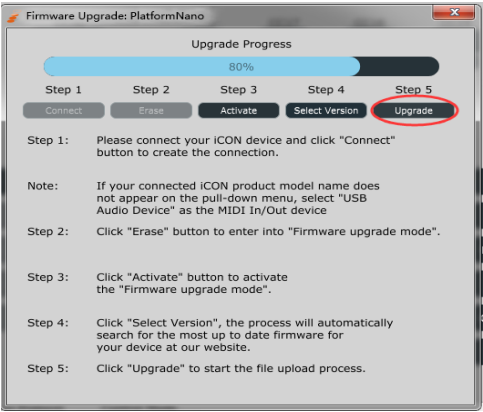 Firmware Upgrade: PlatformNano
Upgrade Progress
80%
Step 1 Step 2 Step 3 Step 4 Step 5
Connect Erase Activate Select Version Upgrade
Step 1: Please connect your iCON device and click "Connect"
button to create the connection.
Note: If your connected iCON product model name does
not appear on the pull-down menu, select "USB
Audio Device" as the MIDI In/Out device
Step 2: Click "Erase" button to enter into "Firmware upgrade mode".
Step 3: Click "Activate" button to activate
the "Firmware upgrade mode".
Step 4: Click "Select Version", the process will automatically
search for the most up to date firmware for
your device at our website.
Step 5: Click "Upgrade" to start the file upload process.